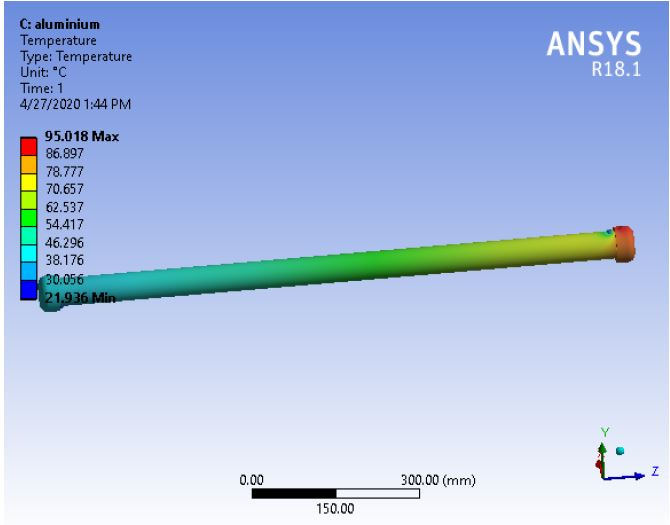 C: aluminium
Temperature
Type: Temperature
Unit: °C
Time: 1
4/27/2020 1:44 PM
ANSYS
R18.1
95.018 Max
86.897
78.777
70.657
62.537
54.417
46.296
38.176
30.056
21.936 Min
Y
Z
0.00 300.00 (mm)
150.00